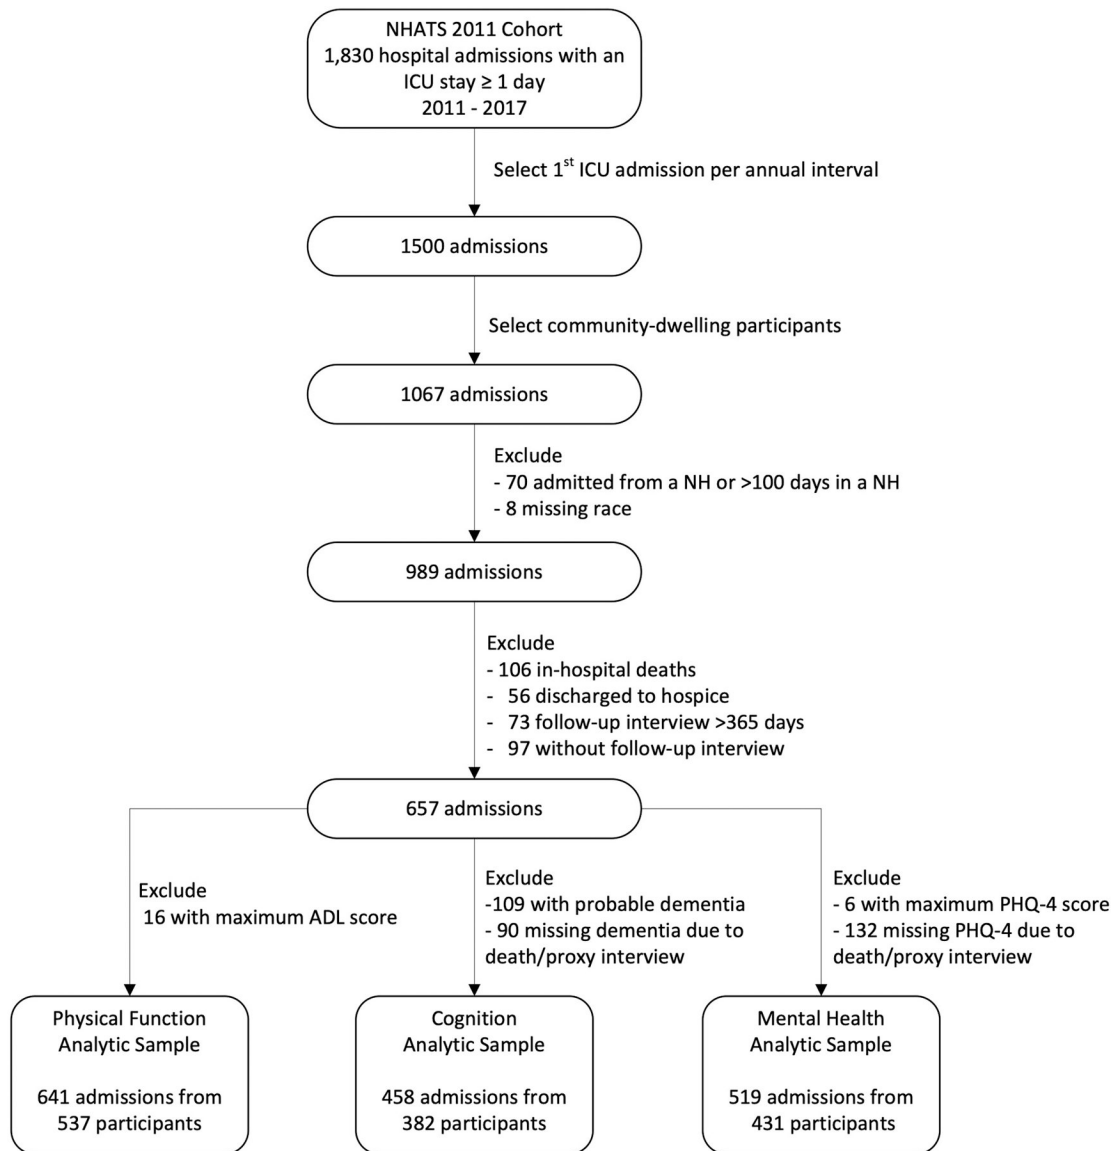 NHATS 2011 Cohort
1,830 hospital admissions with an
ICU stay ≥ 1 day
2011 - 2017
Select 1st ICU admission per annual interval
1500 admissions
Select community-dwelling participants
1067 admissions
Exclude
- 70 admitted from a NH or >100 days in a NH
- 8 missing race
989 admissions
Exclude
- 106 in-hospital deaths
- 56 discharged to hospice
- 73 follow-up interview >365 days
- 97 without follow-up interview
657 admissions
Exclude
16 with maximum ADL score
Exclude
-109 with probable dementia
- 90 missing dementia due to
death/proxy interview
Exclude
- 6 with maximum PHQ-4 score
- 132 missing PHQ-4 due to
death/proxy interview
Physical Function
Analytic Sample
641 admissions from
537 participants
Cognition
Analytic Sample
458 admissions from
382 participants
Mental Health
Analytic Sample
519 admissions from
431 participants